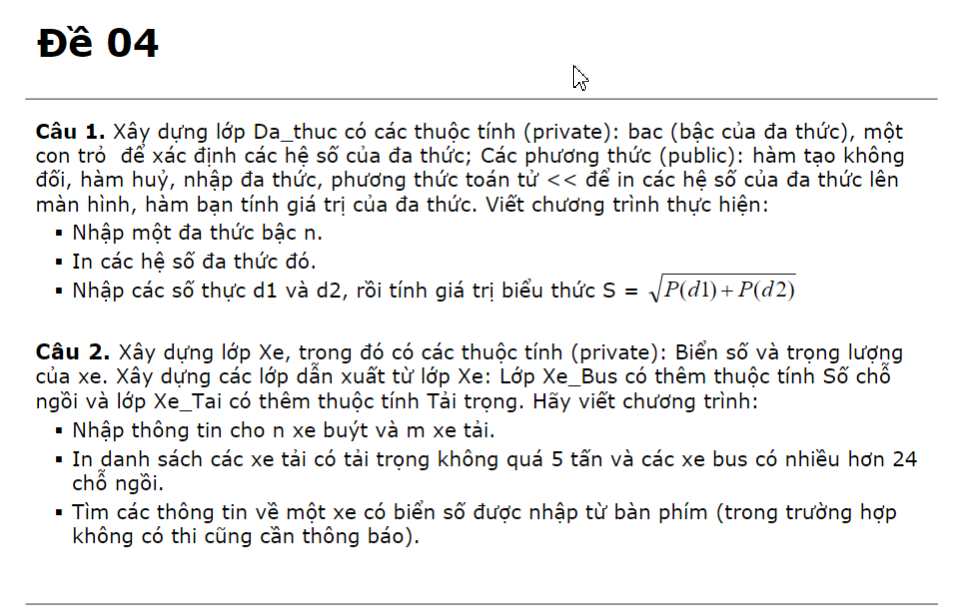 Đề 04
Câu 1. Xây dựng lớp Da_thuc có các thuộc tính (private): bac (bậc của đa thức), một
con trỏ để xác định các hệ số của đa thức; Các phương thức (public): hàm tạo không
đối, hàm huỷ, nhập đa thức, phương thức toán tử << để in các hệ số của đa thức lên
màn hình, hàm bạn tính giá trị của đa thức. Viết chương trình thực hiện:
▪ Nhập một đa thức bậc n.
▪ In các hệ số đa thức đó.
▪ Nhập các số thực d1 và d2, rồi tính giá trị biểu thức S = √P(d1)+P(d2)
Câu 2. Xây dựng lớp Xe, trong đó có các thuộc tính (private): Biển số và trọng lượng
của xe. Xây dựng các lớp dẫn xuất từ lớp Xe: Lớp Xe_Bus có thêm thuộc tính Số chỗ
ngồi và lớp Xe_Tai có thêm thuộc tính Tải trọng. Hãy viết chương trình:
▪ Nhập thông tin cho n xe buýt và m xe tải.
▪ In danh sách các xe tải có tải trọng không quá 5 tấn và các xe bus có nhiều hơn 24
chỗ ngồi.
▪ Tìm các thông tin về một xe có biển số được nhập từ bàn phím (trong trường hợp
không có thi cũng cần thông báo).